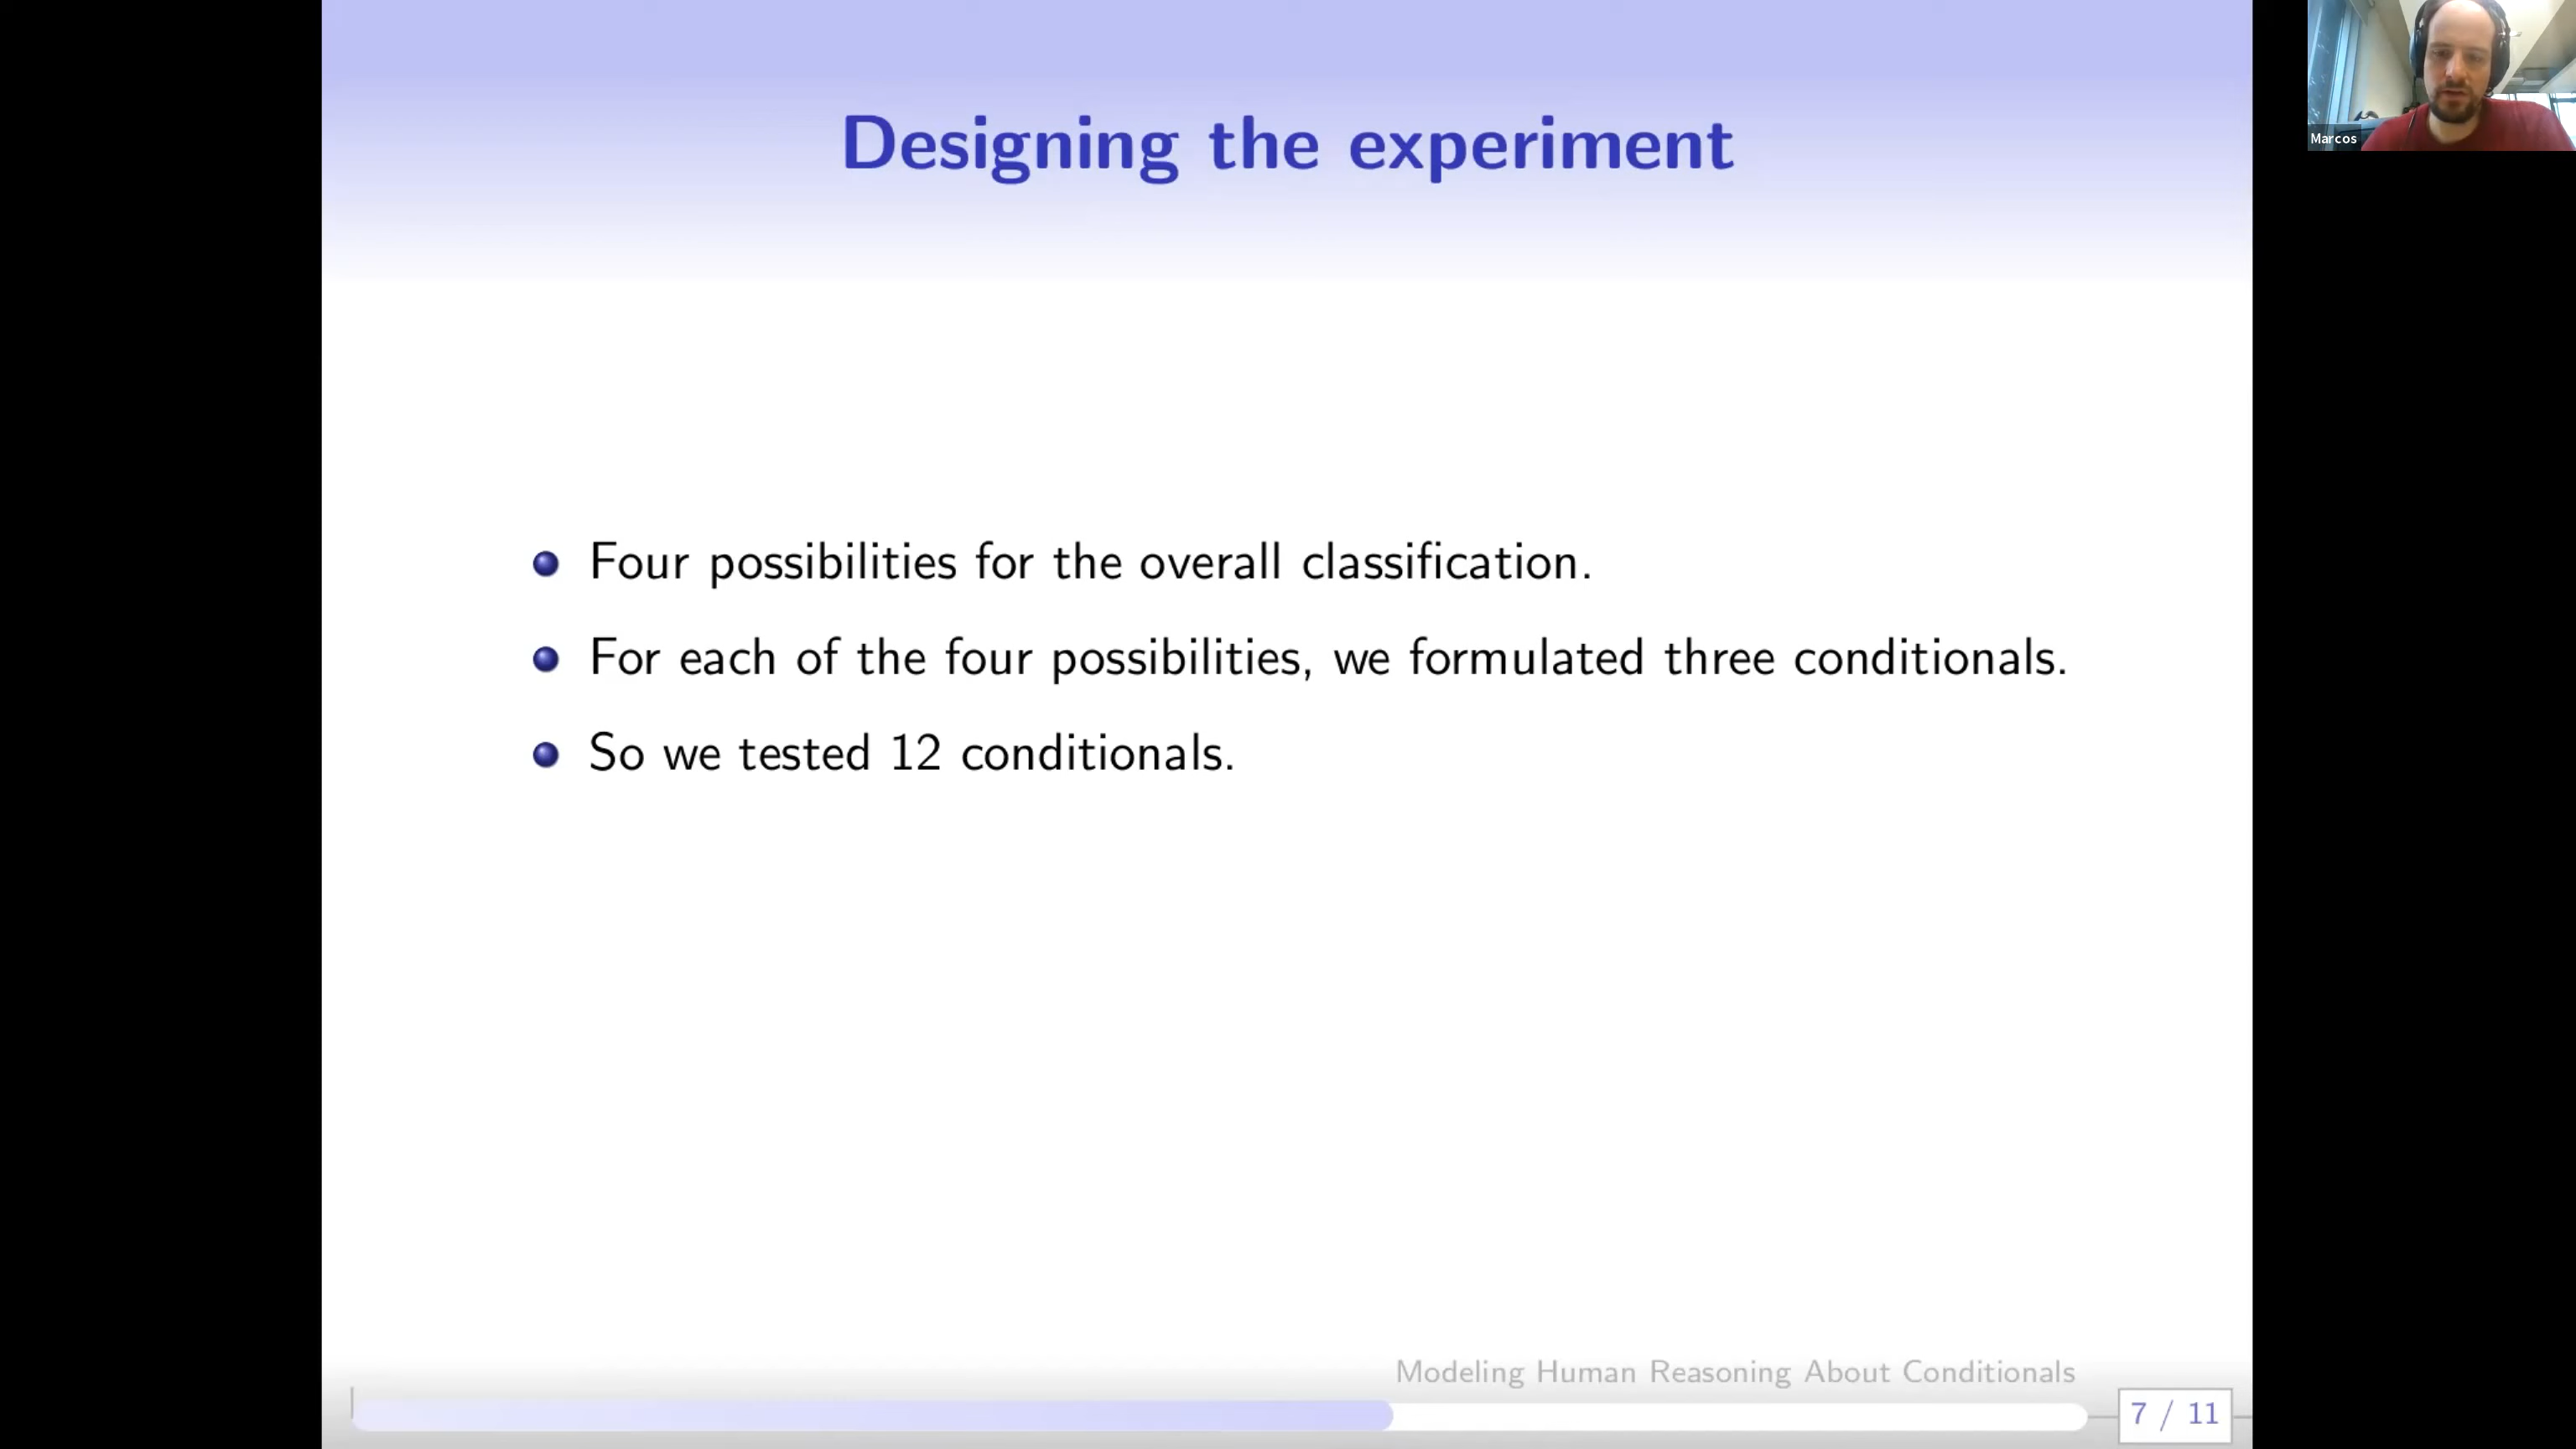 Designing the experiment
Marcos
Four possibilities for the overall classification.
For each of the four possibilities, we formulated three conditionals.
So we tested 12 conditionals.
Modeling Human Reasoning About Conditionals
7 / 11